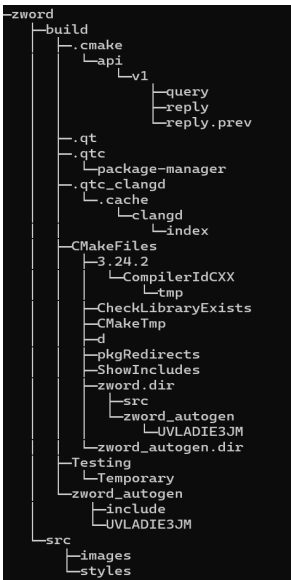 ─zword
├─build
│ ├─.cmake
│ │ └─api
│ │ └─v1
│ │ ├─query
│ │ ├─reply
│ │ └─reply.prev
│ ├─.qt
│ ├─.qtc
│ │ └─package-manager
│ ├─.qtc_clangd
│ │ └─.cache
│ │ └─clangd
│ │ └─index
│ ├─CMakeFiles
│ │ ├─3.24.2
│ │ │ └─CompilerIdCXX
│ │ │ └─tmp
│ │ ├─CheckLibraryExists
│ │ ├─CMakeTmp
│ │ ├─d
│ │ ├─pkgRedirects
│ │ ├─ShowIncludes
│ │ ├─zword.dir
│ │ │ ├─src
│ │ │ └─zword_autogen
│ │ │ └─UVLADIE3JM
│ │ └─zword_autogen.dir
│ ├─Testing
│ │ └─Temporary
│ └─zword_autogen
│ ├─include
│ └─UVLADIE3JM
└─src
├─images
└─styles